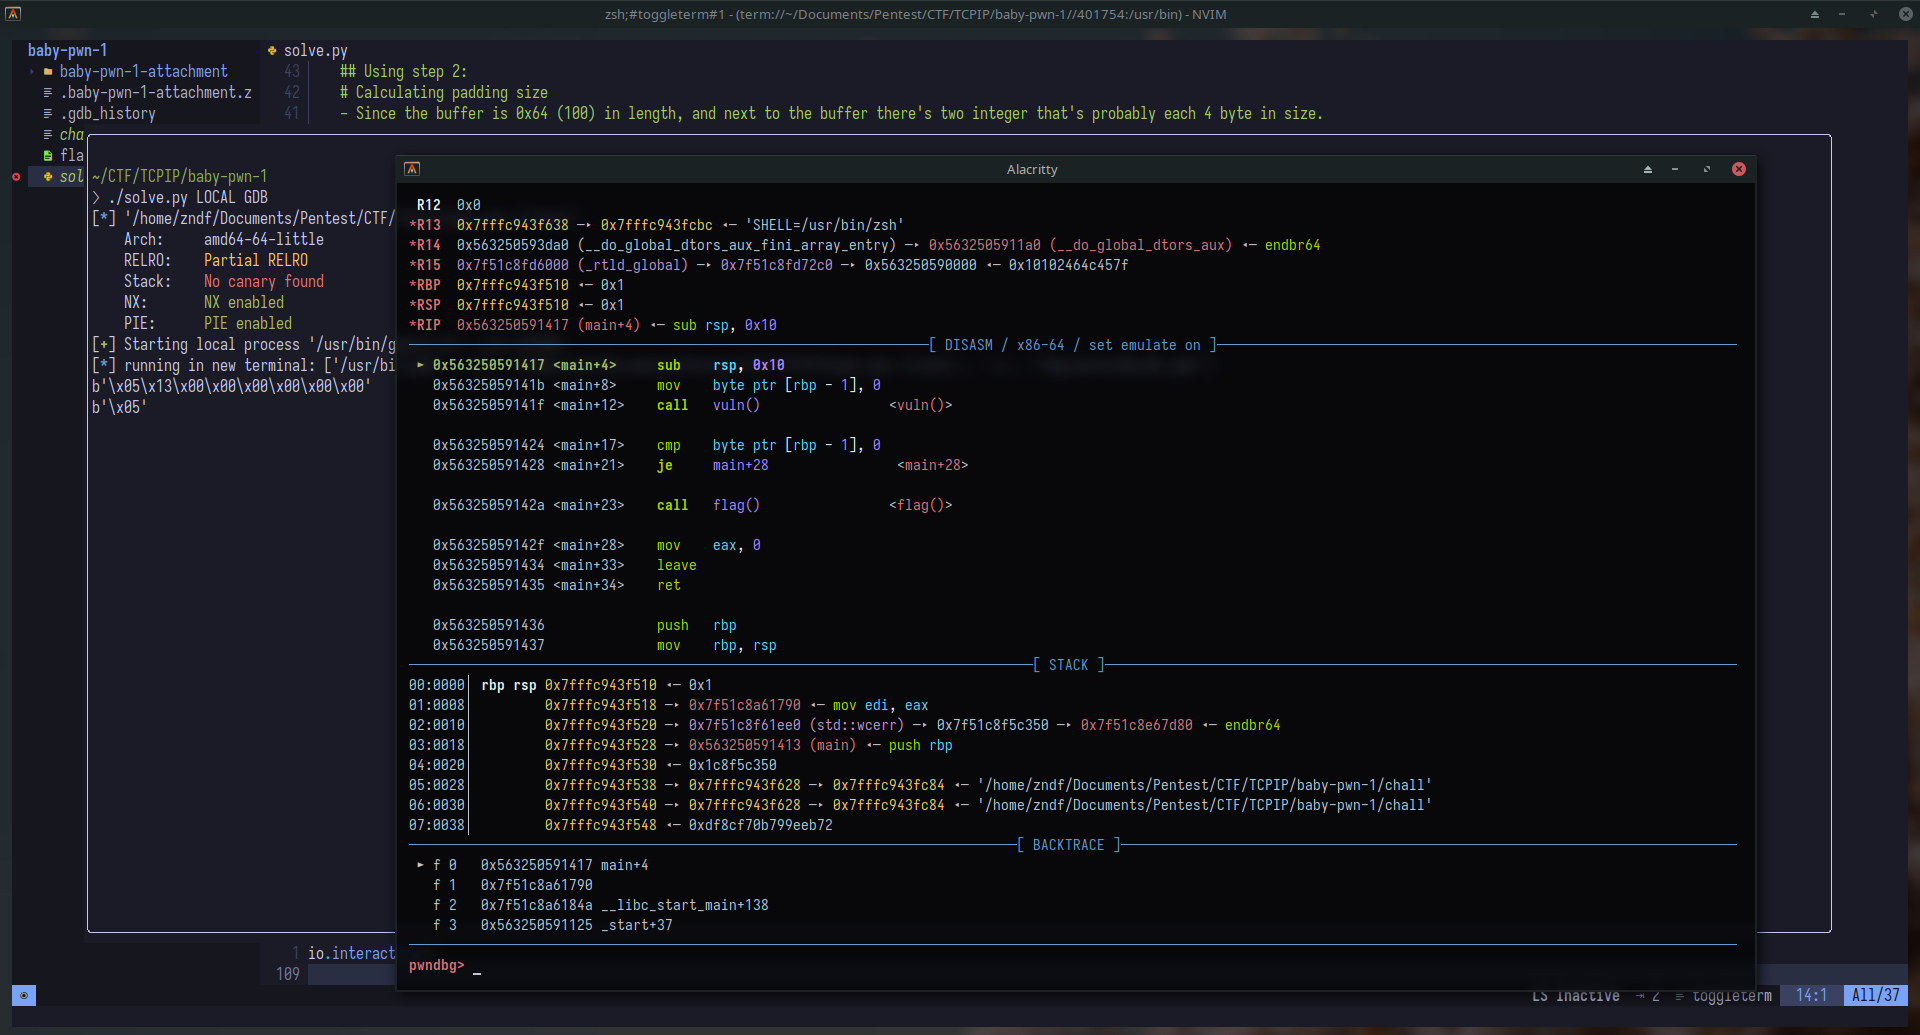 zsh;#toggleterm#1 - (term://~/Documents/Pentest/CTF/TCPIP/baby-pwn-1//401754:/usr/bin) - NVIM
baby-pwn-1
baby-pwn-1-attachment
.baby-pwn-1-attachment.z
.gdb_history
cha
fla
sol
solve.py
43 ## Using step 2:
42 # Calculating padding size
41 - Since the buffer is 0x64 (100) in length, and next to the buffer there's two integer that's probably each 4 byte in size.
~/CTF/TCPIP/baby-pwn-1
> ./solve.py LOCAL GDB
[*] '/home/zndf/Documents/Pentest/CTF/
Arch: amd64-64-little
RELRO: Partial RELRO
Stack: No canary found
NX: NX enabled
PIE: PIE enabled
[+] Starting local process '/usr/bin/g
[*] running in new terminal: ['/usr/bi
b'\x05\x13\x00\x00\x00\x00\x00\x00'
b'\x05'
Alacritty
R12 0x0
*R13 0x7fffc943f638 —▸ 0x7fffc943fcbc ◂— 'SHELL=/usr/bin/zsh'
*R14 0x563250593da0 (__do_global_dtors_aux_fini_array_entry) —▸ 0x5632505911a0 (__do_global_dtors_aux) ◂— endbr64
*R15 0x7f51c8fd6000 (_rtld_global) —▸ 0x7f51c8fd72c0 —▸ 0x563250590000 ◂— 0x10102464c457f
*RBP 0x7fffc943f510 ◂— 0x1
*RSP 0x7fffc943f510 ◂— 0x1
*RIP 0x563250591417 (main+4) ◂— sub rsp, 0x10
[ DISASM / x86-64 / set emulate on ]
► 0x563250591417 <main+4> sub rsp, 0x10
0x56325059141b <main+8> mov byte ptr [rbp - 1], 0
0x56325059141f <main+12> call vuln() <vuln()>
0x563250591424 <main+17> cmp byte ptr [rbp - 1], 0
0x563250591428 <main+21> je main+28 <main+28>
0x56325059142a <main+23> call flag() <flag()>
0x56325059142f <main+28> mov eax, 0
0x563250591434 <main+33> leave
0x563250591435 <main+34> ret
0x563250591436 push rbp
0x563250591437 mov rbp, rsp
[ STACK ]
00:0000│ rbp rsp 0x7fffc943f510 ◂— 0x1
01:0008│ 0x7fffc943f518 —▸ 0x7f51c8a61790 ◂— mov edi, eax
02:0010│ 0x7fffc943f520 —▸ 0x7f51c8f61ee0 (std::wcerr) —▸ 0x7f51c8f5c350 —▸ 0x7f51c8e67d80 ◂— endbr64
03:0018│ 0x7fffc943f528 —▸ 0x563250591413 (main) ◂— push rbp
04:0020│ 0x7fffc943f530 ◂— 0x1c8f5c350
05:0028│ 0x7fffc943f538 —▸ 0x7fffc943f628 —▸ 0x7fffc943fc84 ◂— '/home/zndf/Documents/Pentest/CTF/TCPIP/baby-pwn-1/chall'
06:0030│ 0x7fffc943f540 —▸ 0x7fffc943f628 —▸ 0x7fffc943fc84 ◂— '/home/zndf/Documents/Pentest/CTF/TCPIP/baby-pwn-1/chall'
07:0038│ 0x7fffc943f548 ◂— 0xdf8cf70b799eeb72
[ BACKTRACE ]
► f 0 0x563250591417 main+4
f 1 0x7f51c8a61790
f 2 0x7f51c8a6184a __libc_start_main+138
f 3 0x563250591125 _start+37
pwndbg>
1 io.interact
109
LS Inactive ⇥ 2 ≡ toggleterm 14:1 All/37